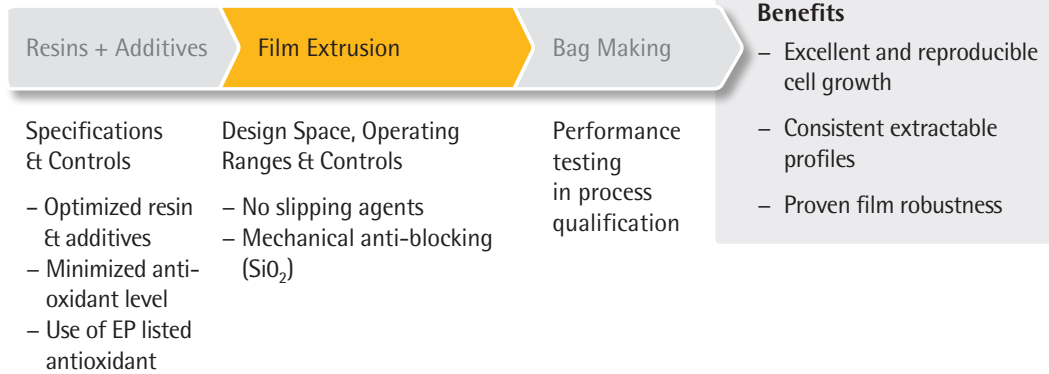 Resins + Additives
Film Extrusion
Bag Making
Specifications
& Controls
– Optimized resin
& additives
– Minimized anti-
oxidant level
– Use of EP listed
antioxidant
Design Space, Operating
Ranges & Controls
– No slipping agents
– Mechanical anti-blocking
(SiO₂)
Performance
testing
in process
qualification
Benefits
– Excellent and reproducible
cell growth
– Consistent extractable
profiles
– Proven film robustness